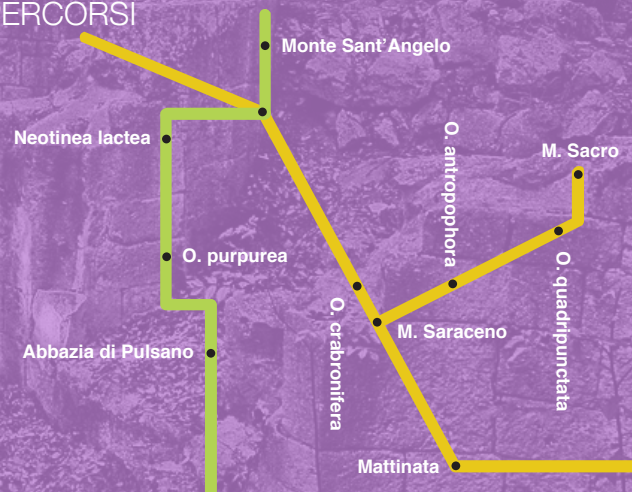 ERCORSI
Monte Sant'Angelo
Neotinea lactea
O. antropophora
M. Sacro
O. purpurea
O. quadripunctata
O. crabronifera
M. Saraceno
Abbazia di Pulsano
Mattinata